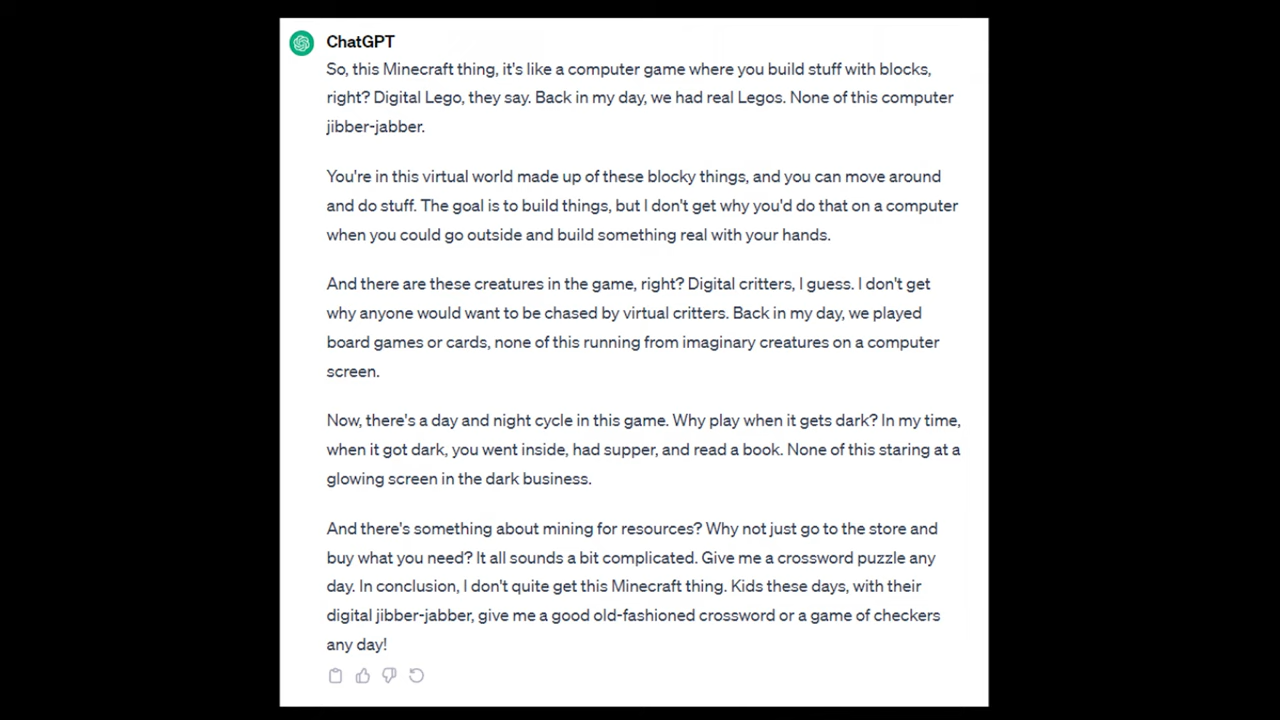 ChatGPT
So, this Minecraft thing, it's like a computer game where you build stuff with blocks,
right? Digital Lego, they say. Back in my day, we had real Legos. None of this computer
jibber-jabber.
You're in this virtual world made up of these blocky things, and you can move around
and do stuff. The goal is to build things, but I don't get why you'd do that on a computer
when you could go outside and build something real with your hands.
And there are these creatures in the game, right? Digital critters, I guess. I don't get
why anyone would want to be chased by virtual critters. Back in my day, we played
board games or cards, none of this running from imaginary creatures on a computer
screen.
Now, there's a day and night cycle in this game. Why play when it gets dark? In my time,
when it got dark, you went inside, had supper, and read a book. None of this staring at a
glowing screen in the dark business.
And there's something about mining for resources? Why not just go to the store and
buy what you need? It all sounds a bit complicated. Give me a crossword puzzle any
day. In conclusion, I don't quite get this Minecraft thing. Kids these days, with their
digital jibber-jabber, give me a good old-fashioned crossword or a game of checkers
any day!